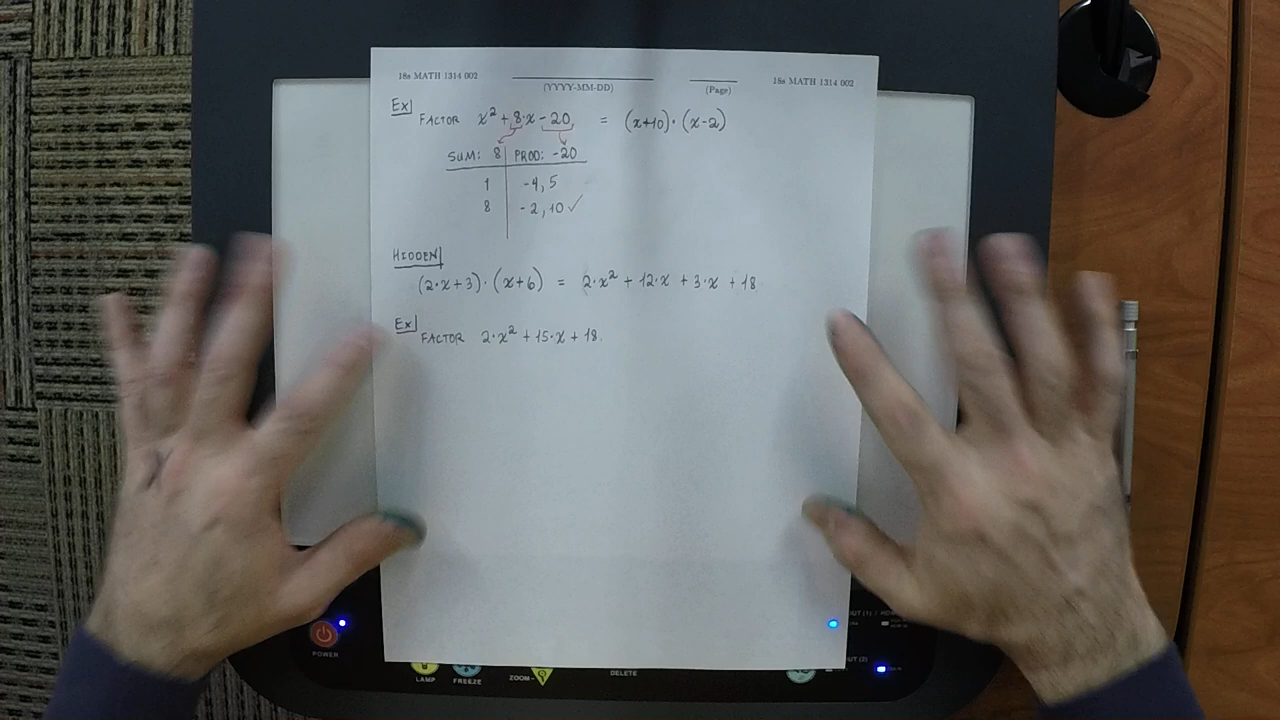 18s MATH 1314 002 (YYYY-MM-DD) (Page) 18s MATH 1314 002
Ex FACTOR x² + 8·x - 20, = (x+10)·(x-2)
SUM: 8 PROD: -20
1 -4, 5
8 -2, 10 ✓
HIDDEN
(2·x+3)·(x+6) = 2·x² + 12·x + 3·x + 18
Ex FACTOR 2·x² + 15·x + 18.
POWER
LAMP FREEZE ZOOM- DELETE